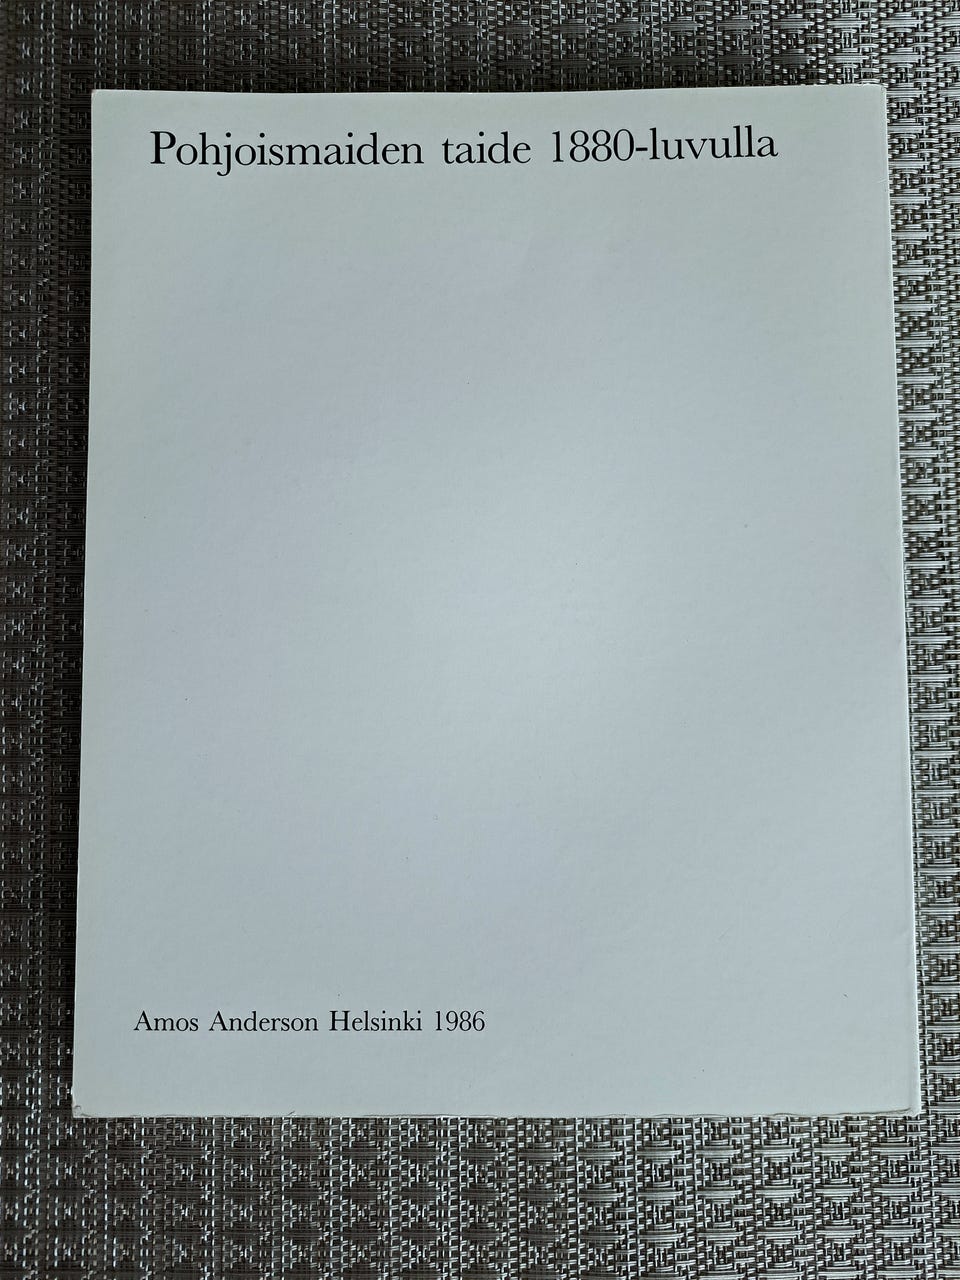 Pohjoismaiden taide 1880-luvulla
Amos Anderson Helsinki 1986